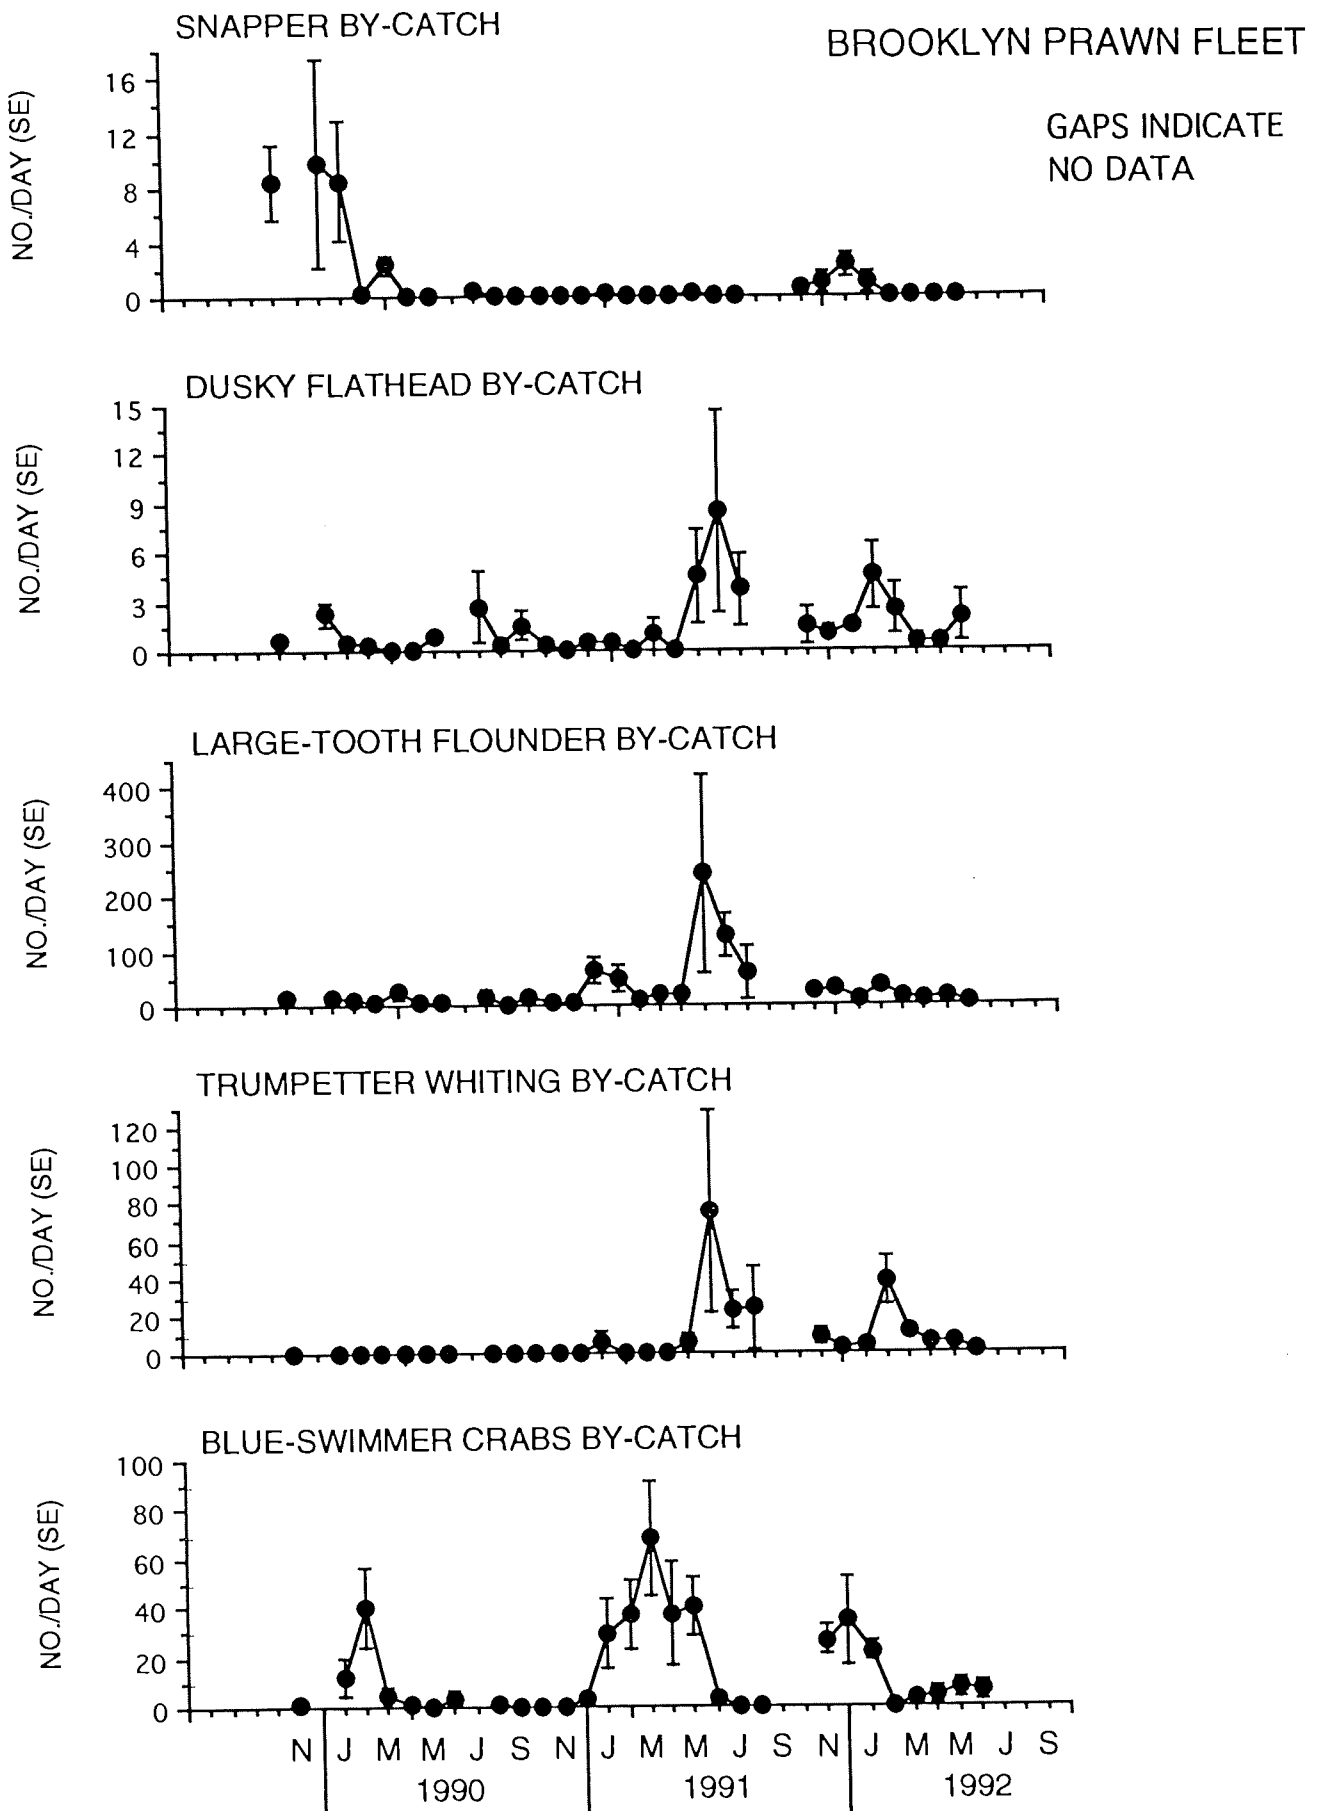 SNAPPER BY-CATCH
BROOKLYN PRAWN FLEET
GAPS INDICATE
NO DATA
NO./DAY (SE)
16
12
8
4
0
DUSKY FLATHEAD BY-CATCH
NO./DAY (SE)
15
12
9
6
3
0
LARGE-TOOTH FLOUNDER BY-CATCH
NO./DAY (SE)
400
300
200
100
0
TRUMPETTER WHITING BY-CATCH
NO./DAY (SE)
120
100
80
60
40
20
0
BLUE-SWIMMER CRABS BY-CATCH
NO./DAY (SE)
100
80
60
40
20
0
N J M M J S N J M M J S N J M M J S
1990 1991 1992